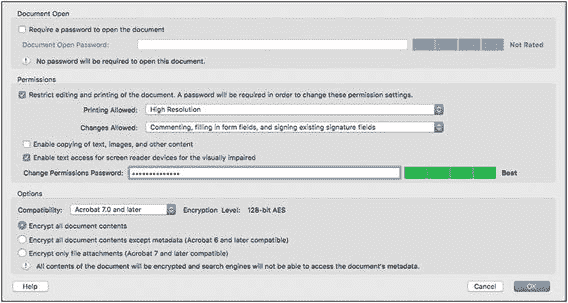 Document Open
Require a password to open the document
Document Open Password: Not Rated
No password will be required to open this document.
Permissions
Restrict editing and printing of the document. A password will be required in order to change these permission settings.
Printing Allowed: High Resolution
Changes Allowed: Commenting, filling in form fields, and signing existing signature fields
Enable copying of text, images, and other content
Enable text access for screen reader devices for the visually impaired
Change Permissions Password: •••••••••••••• Best
Options
Compatibility: Acrobat 7.0 and later Encryption Level: 128-bit AES
Encrypt all document contents
Encrypt all document contents except metadata (Acrobat 6 and later compatible)
Encrypt only file attachments (Acrobat 7 and later compatible)
All contents of the document will be encrypted and search engines will not be able to access the document's metadata.
Help Cancel OK